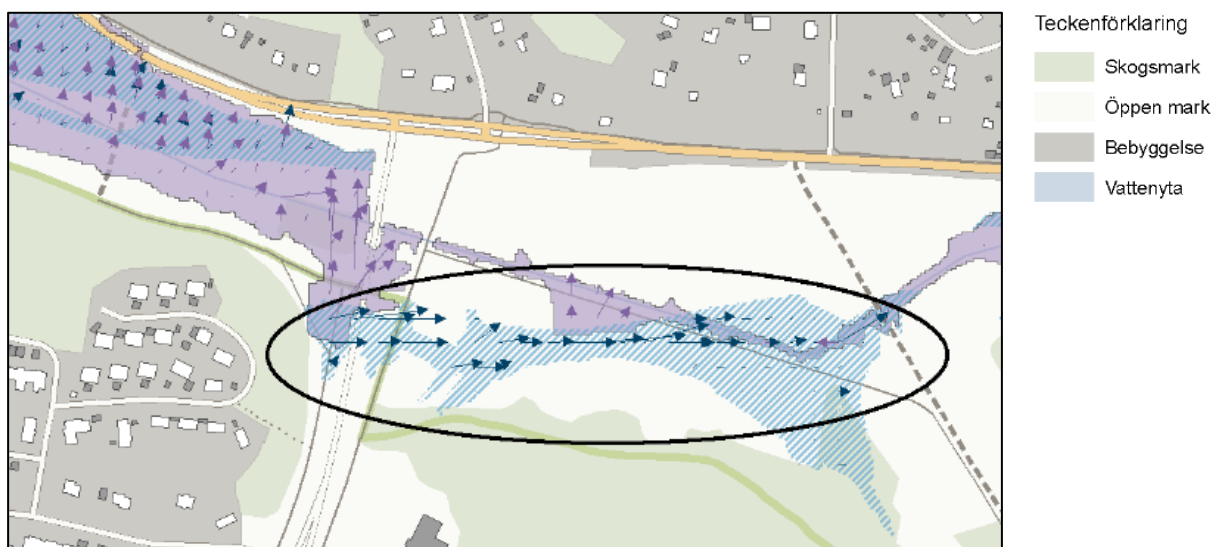 Teckenförklaring
Skogsmark
Öppen mark
Bebyggelse
Vattenyta